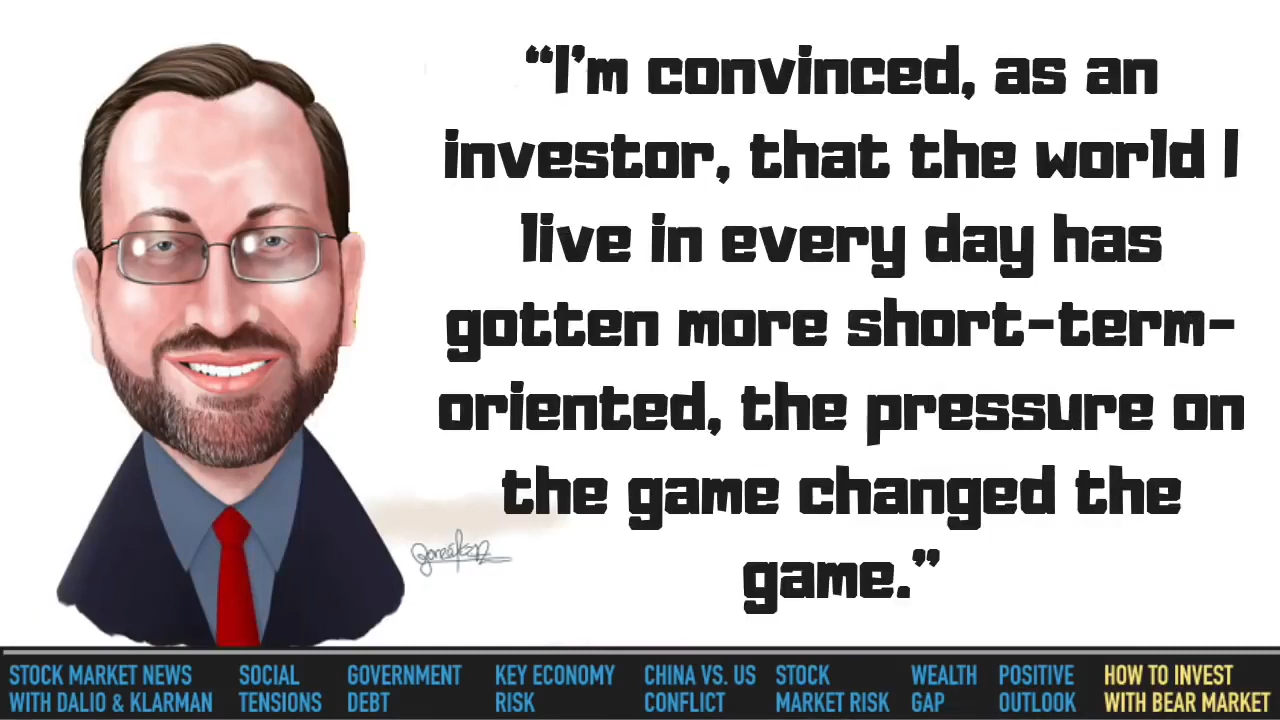 “I’m convinced, as an
investor, that the world I
live in every day has
gotten more short-term-
oriented, the pressure on
the game changed the
game.”
STOCK MARKET NEWS
WITH DALIO & KLARMAN
SOCIAL
TENSIONS
GOVERNMENT
DEBT
KEY ECONOMY
RISK
CHINA VS. US
CONFLICT
STOCK
MARKET RISK
WEALTH
GAP
POSITIVE
OUTLOOK
HOW TO INVEST
WITH BEAR MARKET